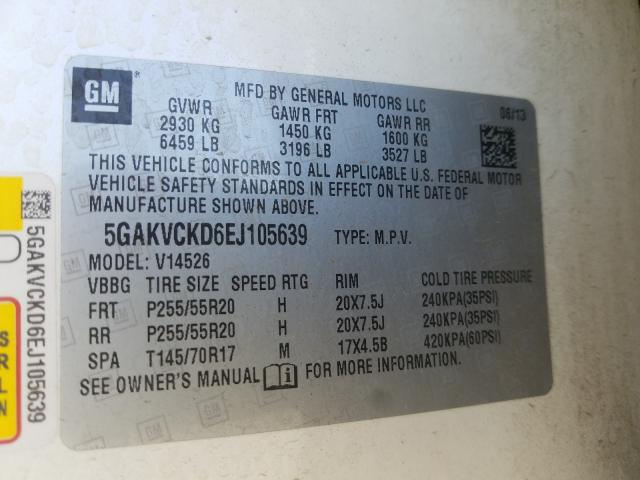 GM
MFD BY GENERAL MOTORS LLC
06/13
GVWR GAWR FRT GAWR RR
2930 KG 1450 KG 1600 KG
6459 LB 3196 LB 3527 LB
THIS VEHICLE CONFORMS TO ALL APPLICABLE U.S. FEDERAL MOTOR
VEHICLE SAFETY STANDARDS IN EFFECT ON THE DATE OF
MANUFACTURE SHOWN ABOVE.
5GAKVCKD6EJ105639 TYPE: M.P.V.
MODEL: V14526
VBBG TIRE SIZE SPEED RTG RIM COLD TIRE PRESSURE
FRT P255/55R20 H 20X7.5J 240KPA(35PSI)
RR P255/55R20 H 20X7.5J 240KPA(35PSI)
SPA T145/70R17 M 17X4.5B 420KPA(60PSI)
SEE OWNER'S MANUAL FOR MORE INFORMATION.
5GAKVCKD6EJ105639
S
R
L
N